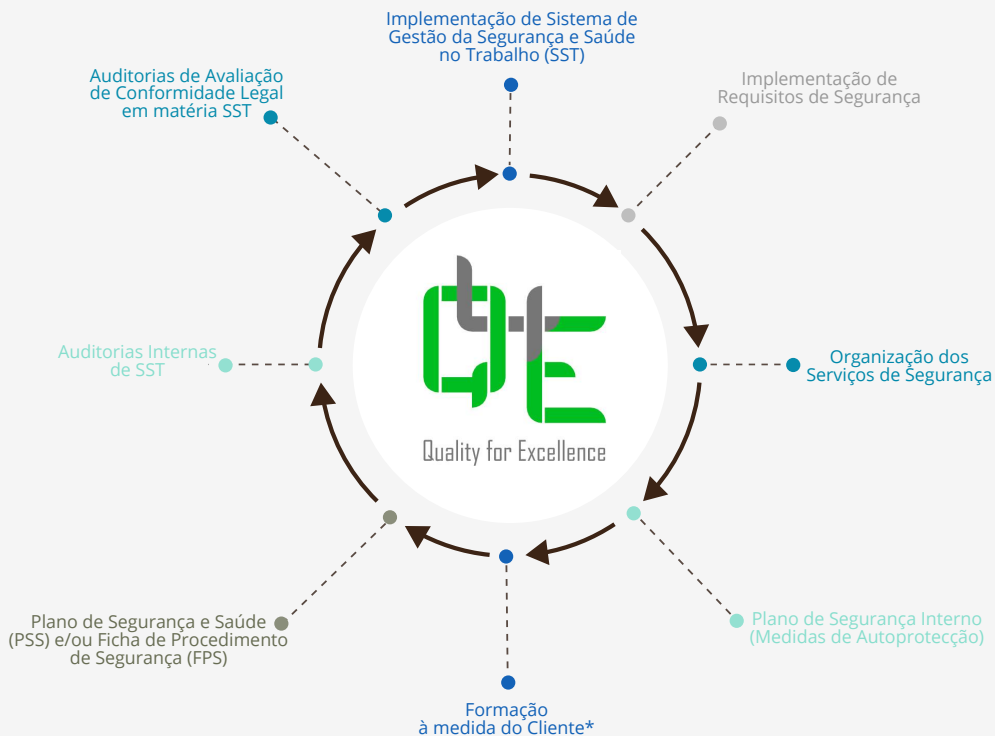 Implementação de Sistema de
Gestão da Segurança e Saúde
no Trabalho (SST)
Implementação de
Requisitos de Segurança
Organização dos
Serviços de Segurança
Plano de Segurança Interno
(Medidas de Autoprotecção)
Formação
à medida do Cliente*
Plano de Segurança e Saúde
(PSS) e/ou Ficha de Procedimento
de Segurança (FPS)
Auditorias Internas
de SST
Auditorias de Avaliação
de Conformidade Legal
em matéria SST
Q4E
Quality for Excellence